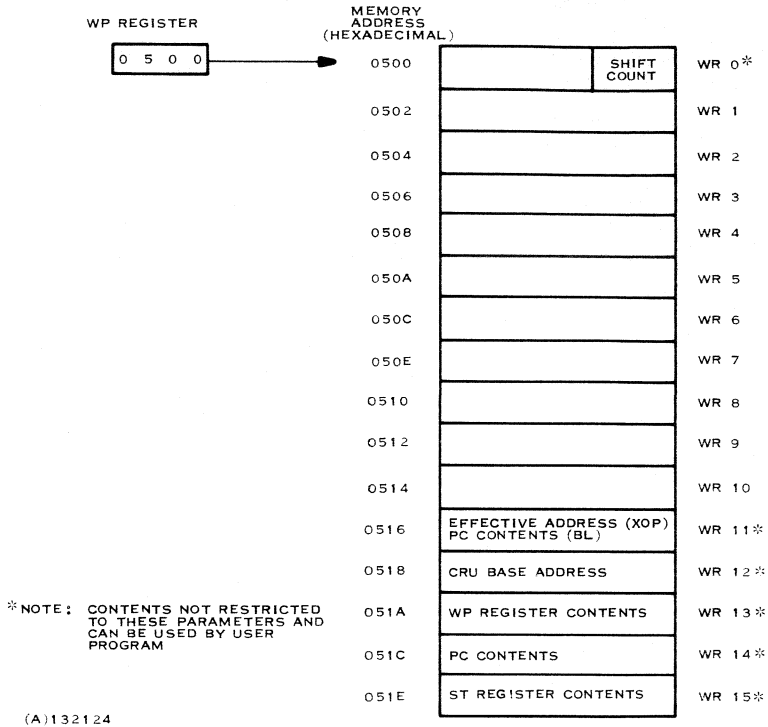 WP REGISTER
MEMORY
ADDRESS
(HEXADECIMAL)
0 5 0 0
0500 SHIFT COUNT WR 0*
0502 WR 1
0504 WR 2
0506 WR 3
0508 WR 4
050A WR 5
050C WR 6
050E WR 7
0510 WR 8
0512 WR 9
0514 WR 10
0516 EFFECTIVE ADDRESS (XOP) PC CONTENTS (BL) WR 11*
0518 CRU BASE ADDRESS WR 12*
051A WP REGISTER CONTENTS WR 13*
051C PC CONTENTS WR 14*
051E ST REGISTER CONTENTS WR 15*
*NOTE: CONTENTS NOT RESTRICTED
TO THESE PARAMETERS AND
CAN BE USED BY USER
PROGRAM
(A)132124